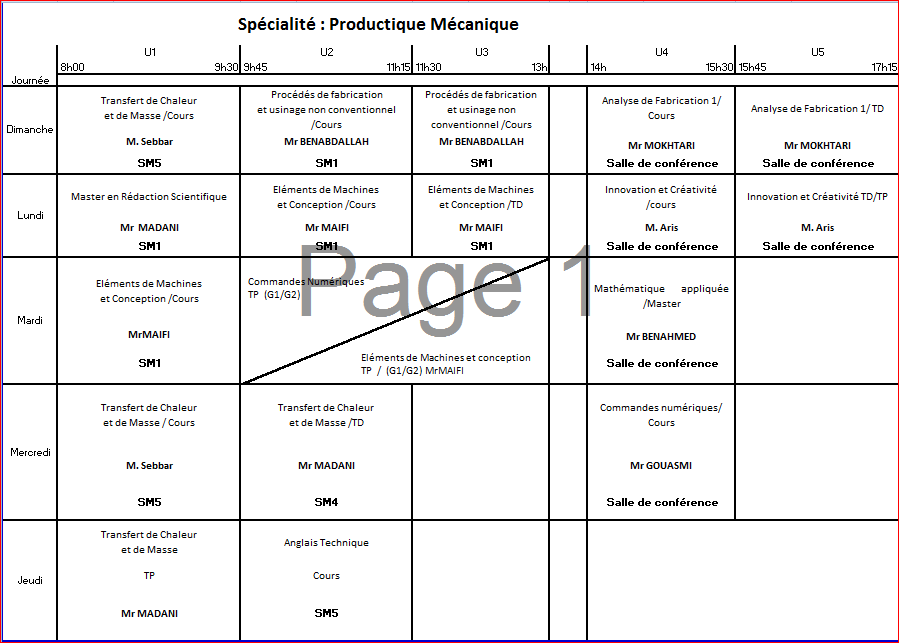 Spécialité : Productique Mécanique
U1 U2 U3 U4 U5
Journée 8h00 9h30 9h45 11h15 11h30 13h 14h 15h30 15h45 17h15
Dimanche
Transfert de Chaleur
et de Masse /Cours
M. Sebbar
SM5
Procédés de fabrication
et usinage non conventionnel
/Cours
Mr BENABDALLAH
SM1
Procédés de fabrication
et usinage non
conventionnel /Cours
Mr BENABDALLAH
SM1
Analyse de Fabrication 1/
Cours
Mr MOKHTARI
Salle de conférence
Analyse de Fabrication 1/ TD
Mr MOKHTARI
Salle de conférence
Lundi
Master en Rédaction Scientifique
Mr MADANI
SM1
Eléments de Machines
et Conception /Cours
Mr MAIFI
SM1
Eléments de Machines
et Conception /TD
Mr MAIFI
SM1
Innovation et Créativité
/cours
M. Aris
Salle de conférence
Innovation et Créativité TD/TP
M. Aris
Salle de conférence
Page 1
Mardi
Eléments de Machines
et Conception /Cours
MrMAIFI
SM1
Commandes Numériques
TP (G1/G2)
Eléments de Machines et conception
TP / (G1/G2) MrMAIFI
Mathématique appliquée
/Master
Mr BENAHMED
Salle de conférence
Mercredi
Transfert de Chaleur
et de Masse / Cours
M. Sebbar
SM5
Transfert de Chaleur
et de Masse /TD
Mr MADANI
SM4
Commandes numériques/
Cours
Mr GOUASMI
Salle de conférence
Jeudi
Transfert de Chaleur
et de Masse
TP
Mr MADANI
Anglais Technique
Cours
SM5